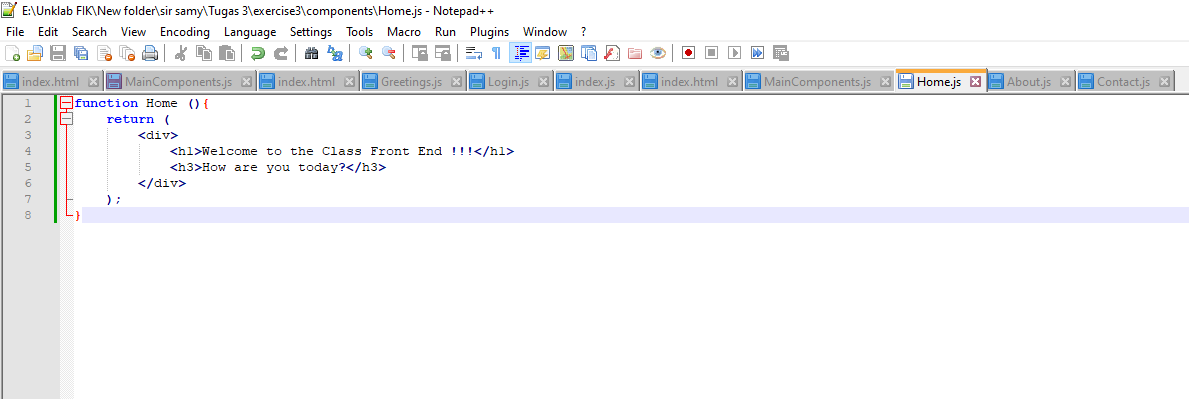 E:\Unklab FIK\New folder\sir samy\Tugas 3\exercise3\components\Home.js - Notepad++
File Edit Search View Encoding Language Settings Tools Macro Run Plugins Window ?
index.html MainComponents.js index.html Greetings.js Login.js index.js index.html MainComponents.js Home.js About.js Contact.js
1 function Home (){
2     return (
3         <div>
4             <h1>Welcome to the Class Front End !!!</h1>
5             <h3>How are you today?</h3>
6         </div>
7     );
8 }